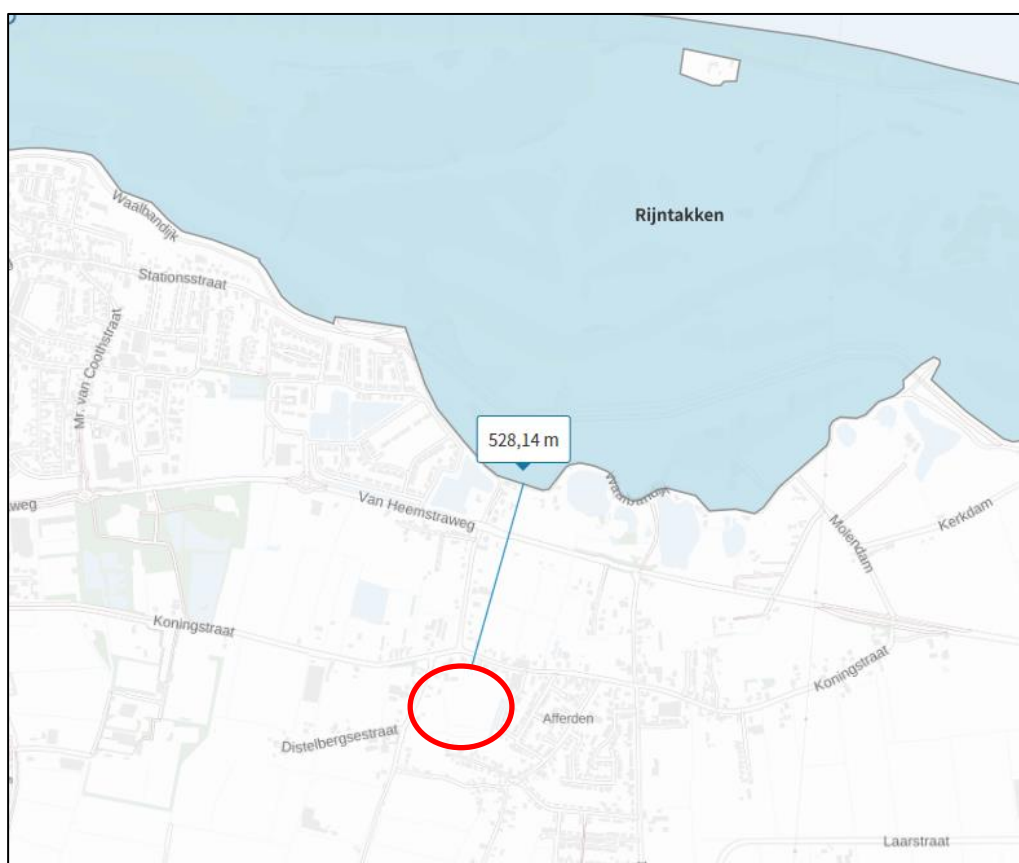 Rijntakken
Waalbandijk
Stationsstraat
Mr. van Coothstraat
528,14 m
Waalbandijk
Van Heemstraweg
weg
Kerkdam
Molendam
Koningstraat
Koningstraat
Afferden
Distelbergsestraat
Laarstraat